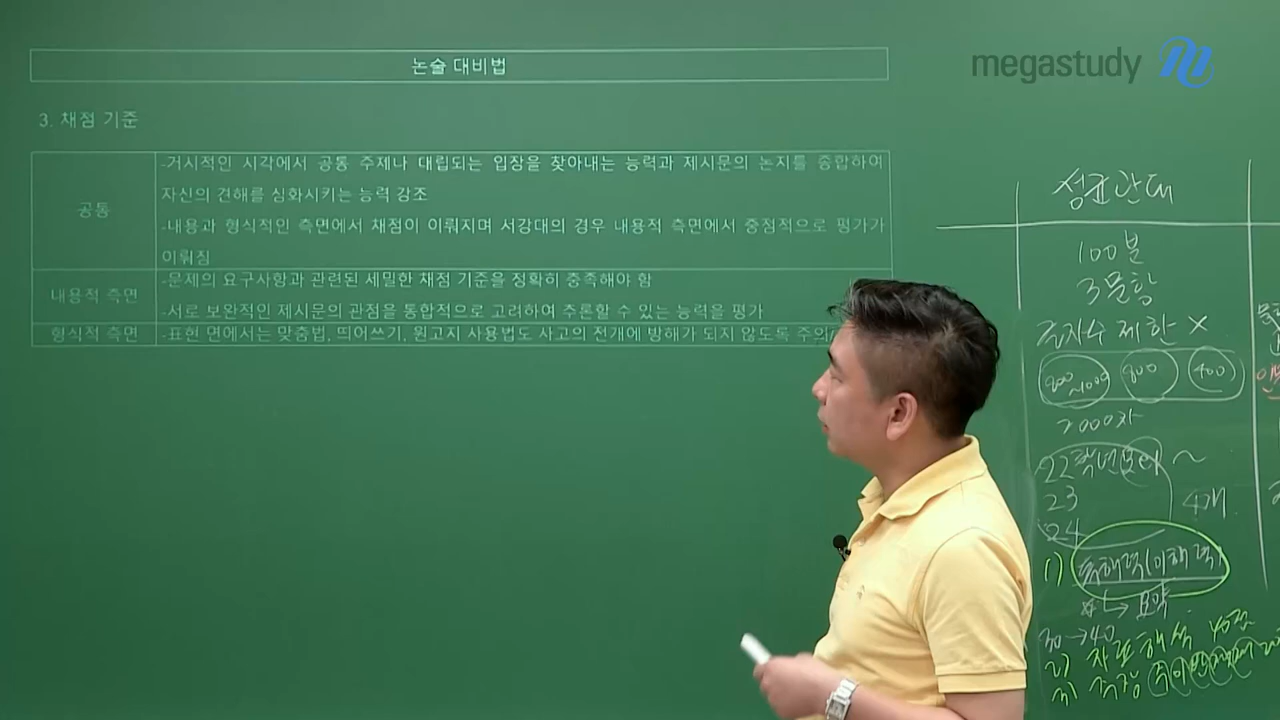 논술 대비법
megastudy
3. 채점 기준
공통
-거시적인 시각에서 공통 주제나 대립되는 입장을 찾아내는 능력과 제시문의 논지를 종합하여
자신의 견해를 심화시키는 능력 강조
-내용과 형식적인 측면에서 채점이 이뤄지며 서강대의 경우 내용적 측면에서 중점적으로 평가가
이뤄짐
내용적 측면
-문제의 요구사항과 관련된 세밀한 채점 기준을 정확히 충족해야 함
-서로 보완적인 제시문의 관점을 통합적으로 고려하여 추론할 수 있는 능력을 평가
형식적 측면
-표현 면에서는 맞춤법, 띄어쓰기, 원고지 사용법도 사고의 전개에 방해가 되지 않도록 주의
성균관대
100분
3문항
글자수 제한 X
800 ~1000 800 400
2000자
22학년 모의 ~
23
24
4개
1) 독해력(이해력)
요약
30→40
2) 자료해석